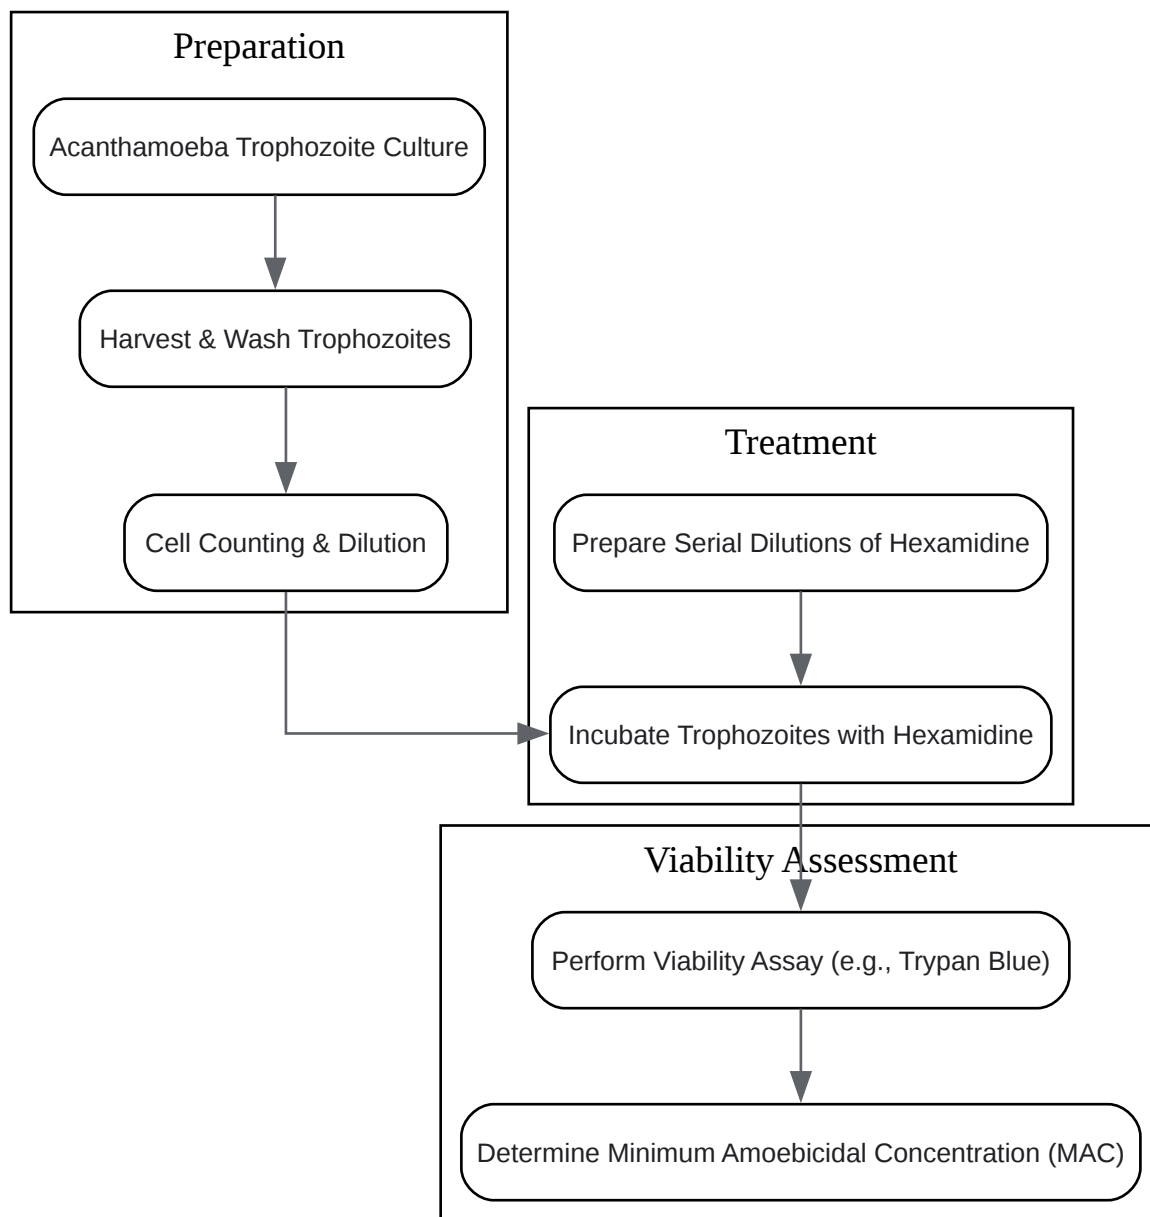 Preparation
Acanthamoeba Trophozoite Culture
Harvest & Wash Trophozoites
Cell Counting & Dilution
Treatment
Prepare Serial Dilutions of Hexamidine
Incubate Trophozoites with Hexamidine
Viability Assessment
Perform Viability Assay (e.g., Trypan Blue)
Determine Minimum Amoebicidal Concentration (MAC)